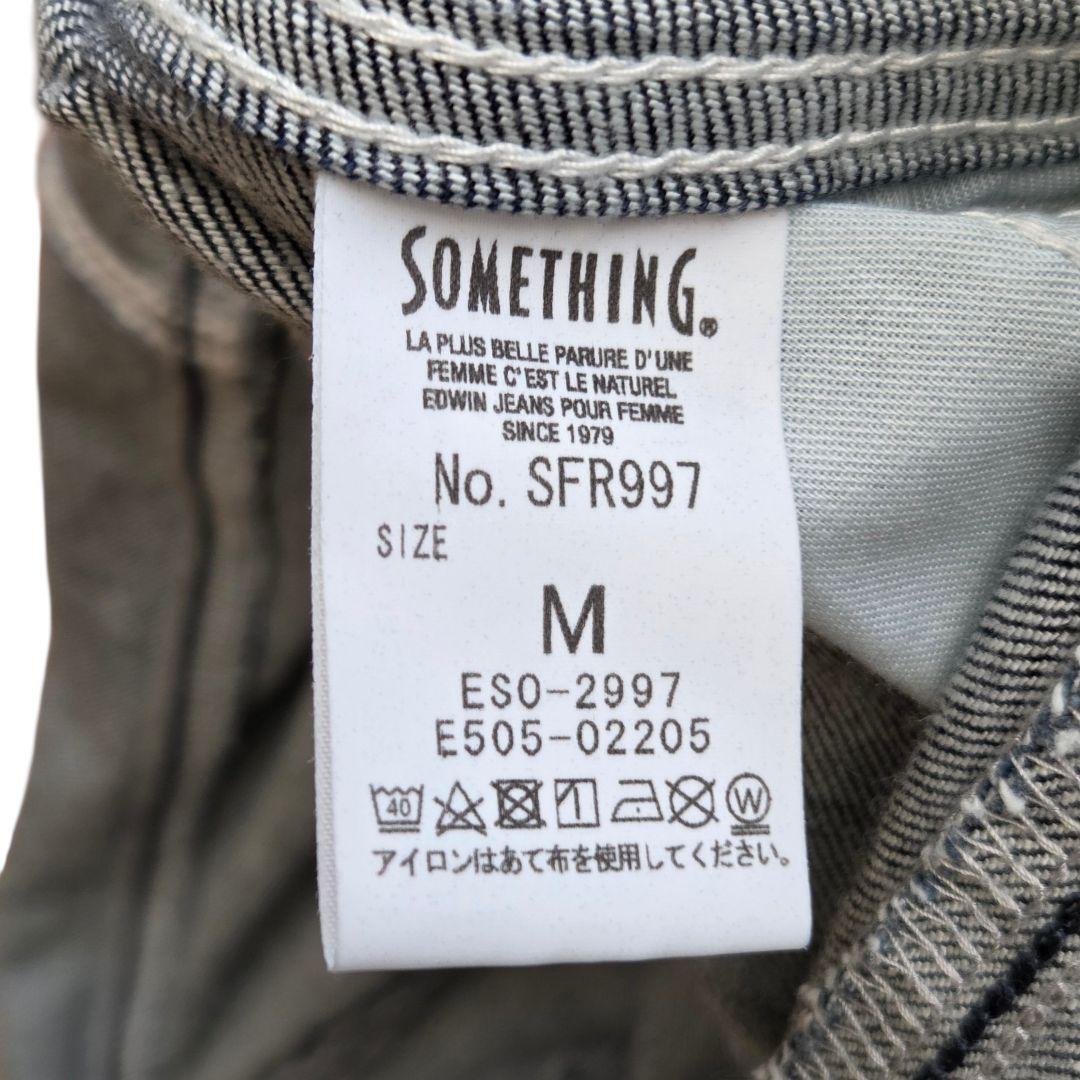 SOMETHING®
LA PLUS BELLE PARURE D'UNE
FEMME C'EST LE NATUREL
EDWIN JEANS POUR FEMME
SINCE 1979
No. SFR997
SIZE
M
ESO-2997
E505-02205
40 W
アイロンはあて布を使用してください。